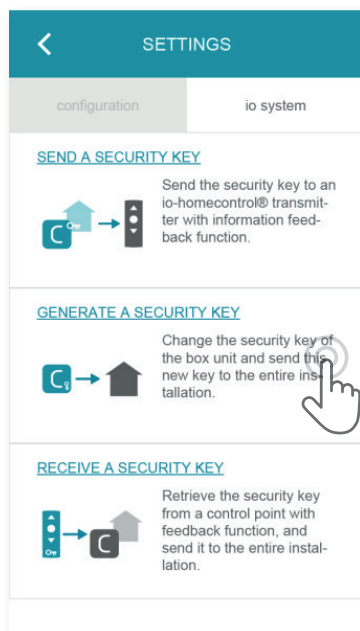 SETTINGS
configuration
io system
SEND A SECURITY KEY
Send the security key to an
io-homecontrol® transmit-
ter with information feed-
back function.
GENERATE A SECURITY KEY
Change the security key of
the box unit and send this
new key to the entire ins-
tallation.
RECEIVE A SECURITY KEY
Retrieve the security key
from a control point with
feedback function, and
send it to the entire instal-
lation.